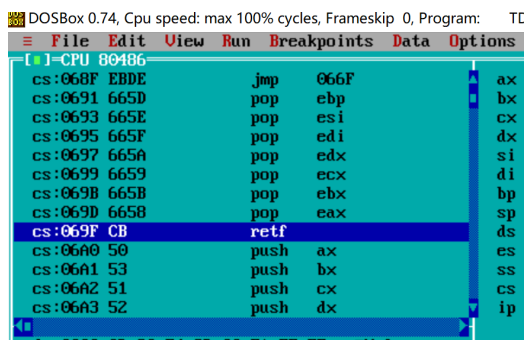 DOSBox 0.74, Cpu speed: max 100% cycles, Frameskip 0, Program: TD
≡ File Edit View Run Breakpoints Data Options
[■]=CPU 80486
cs:068F EBDE jmp 066F ax
cs:0691 665D pop ebp bx
cs:0693 665E pop esi cx
cs:0695 665F pop edi dx
cs:0697 665A pop edx si
cs:0699 6659 pop ecx di
cs:069B 665B pop ebx bp
cs:069D 6658 pop eax sp
cs:069F CB retf ds
cs:06A0 50 push ax es
cs:06A1 53 push bx ss
cs:06A2 51 push cx cs
cs:06A3 52 push dx ip